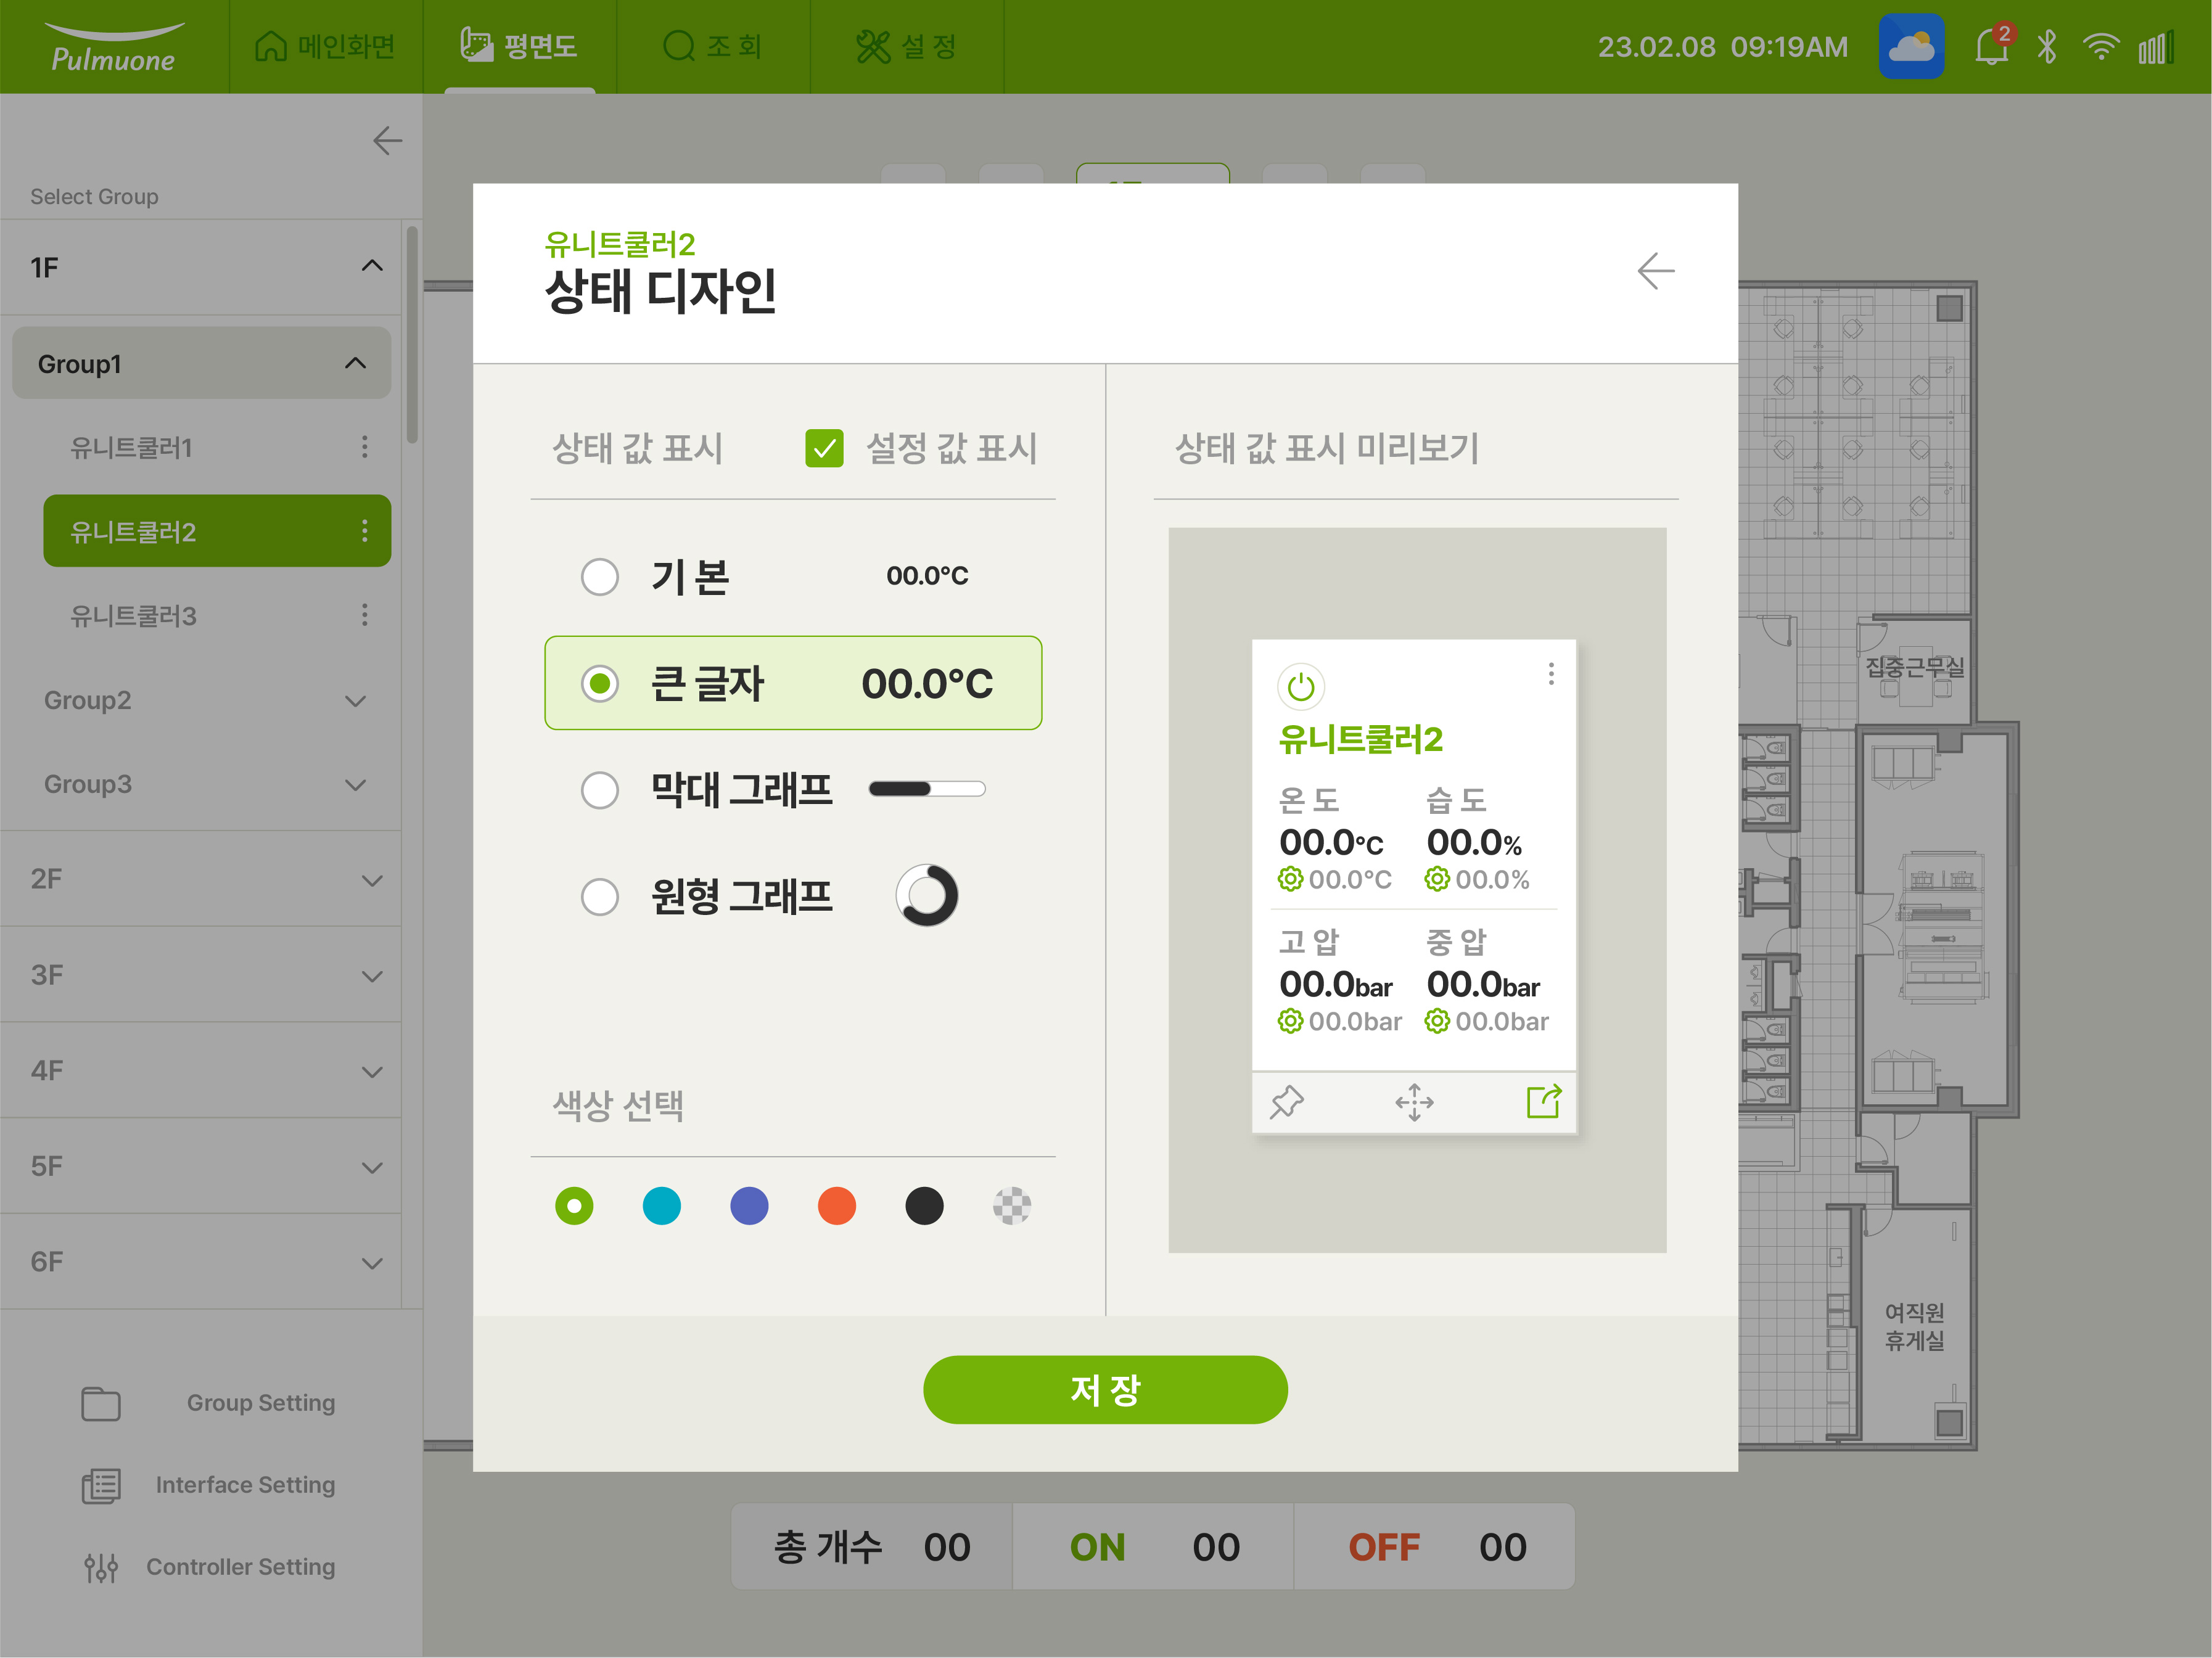 Pulmuone
메인화면
평면도
조 회
설 정
23.02.08 09:19AM
2
Select Group
1F
Group1
유니트쿨러1
유니트쿨러2
유니트쿨러3
Group2
Group3
2F
3F
4F
5F
6F
Group Setting
Interface Setting
Controller Setting
유니트쿨러2
상태 디자인
상태 값 표시
설정 값 표시
기 본 00.0°C
큰 글자 00.0°C
막대 그래프
원형 그래프
색상 선택
상태 값 표시 미리보기
유니트쿨러2
온 도 습 도
00.0°C 00.0%
00.0°C 00.0%
고 압 중 압
00.0bar 00.0bar
00.0bar 00.0bar
저 장
집중근무실
여직원
휴게실
총 개수 00
ON 00
OFF 00